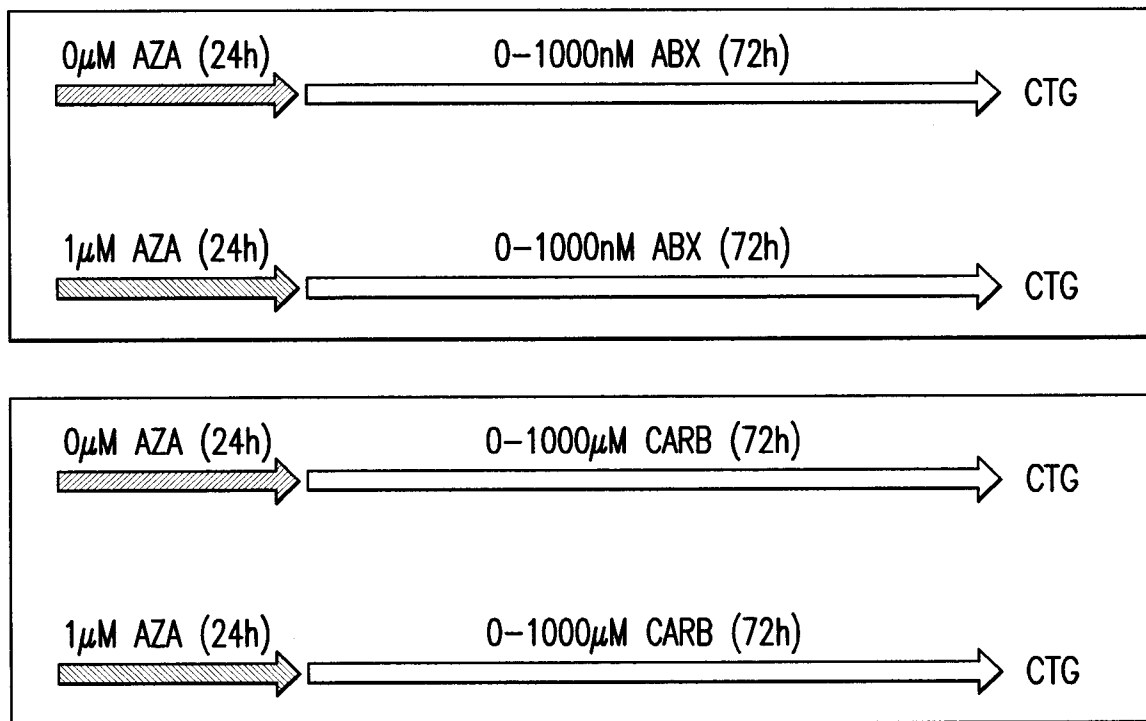 0μM AZA (24h) 0-1000nM ABX (72h)
CTG
1μM AZA (24h) 0-1000nM ABX (72h)
CTG
0μM AZA (24h) 0-1000μM CARB (72h)
CTG
1μM AZA (24h) 0-1000μM CARB (72h)
CTG